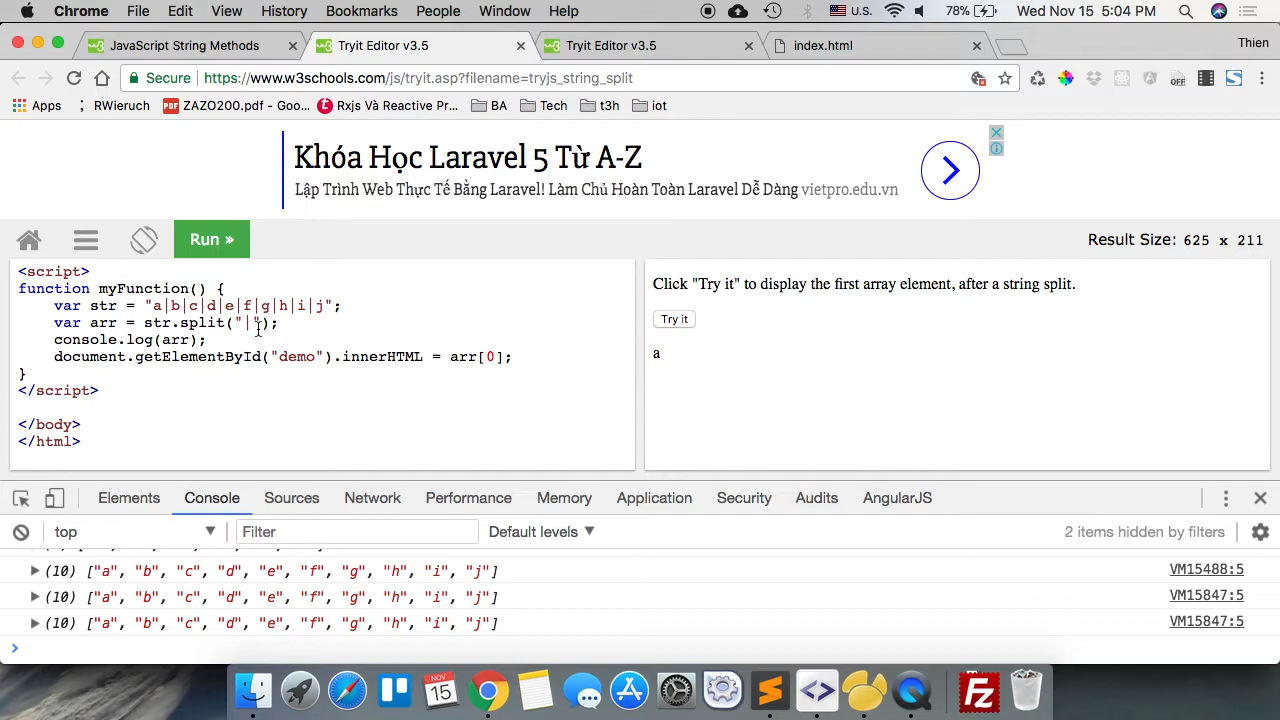 Chrome File Edit View History Bookmarks People Window Help U.S. 78% Wed Nov 15 5:04 PM
JavaScript String Methods Tryit Editor v3.5 Tryit Editor v3.5 index.html Thien
Secure https://www.w3schools.com/js/tryit.asp?filename=tryjs_string_split
Apps RWieruch ZAZO200.pdf - Goo... Rxjs Và Reactive Pr... BA Tech t3h iot
Khóa Học Laravel 5 Từ A-Z
Lập Trình Web Thực Tế Bằng Laravel! Làm Chủ Hoàn Toàn Laravel Dễ Dàng vietpro.edu.vn
Run » Result Size: 625 x 211
<script>
function myFunction() {
var str = "a|b|c|d|e|f|g|h|i|j";
var arr = str.split("|");
console.log(arr);
document.getElementById("demo").innerHTML = arr[0];
}
</script>
</body>
</html>
Click "Try it" to display the first array element, after a string split.
Try it
a
Elements Console Sources Network Performance Memory Application Security Audits AngularJS
top Filter Default levels 2 items hidden by filters
(10) ["a", "b", "c", "d", "e", "f", "g", "h", "i", "j"] VM15488:5
(10) ["a", "b", "c", "d", "e", "f", "g", "h", "i", "j"] VM15847:5
(10) ["a", "b", "c", "d", "e", "f", "g", "h", "i", "j"] VM15847:5
>
NOV
15